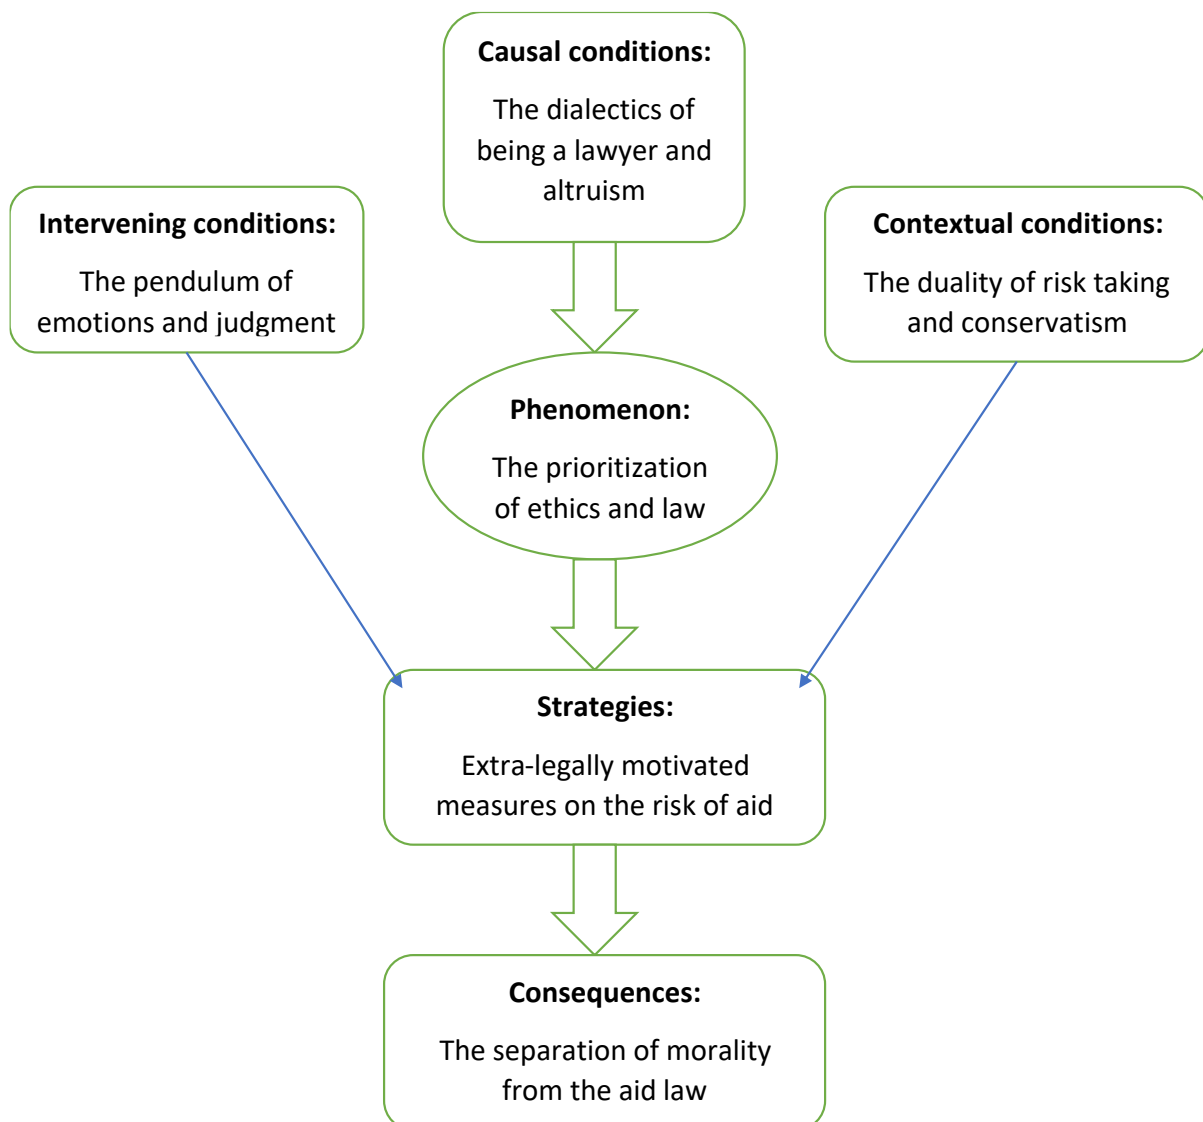 Causal conditions:
The dialectics of
being a lawyer and
altruism
Intervening conditions:
The pendulum of
emotions and judgment
Contextual conditions:
The duality of risk taking
and conservatism
Phenomenon:
The prioritization
of ethics and law
Strategies:
Extra-legally motivated
measures on the risk of aid
Consequences:
The separation of morality
from the aid law